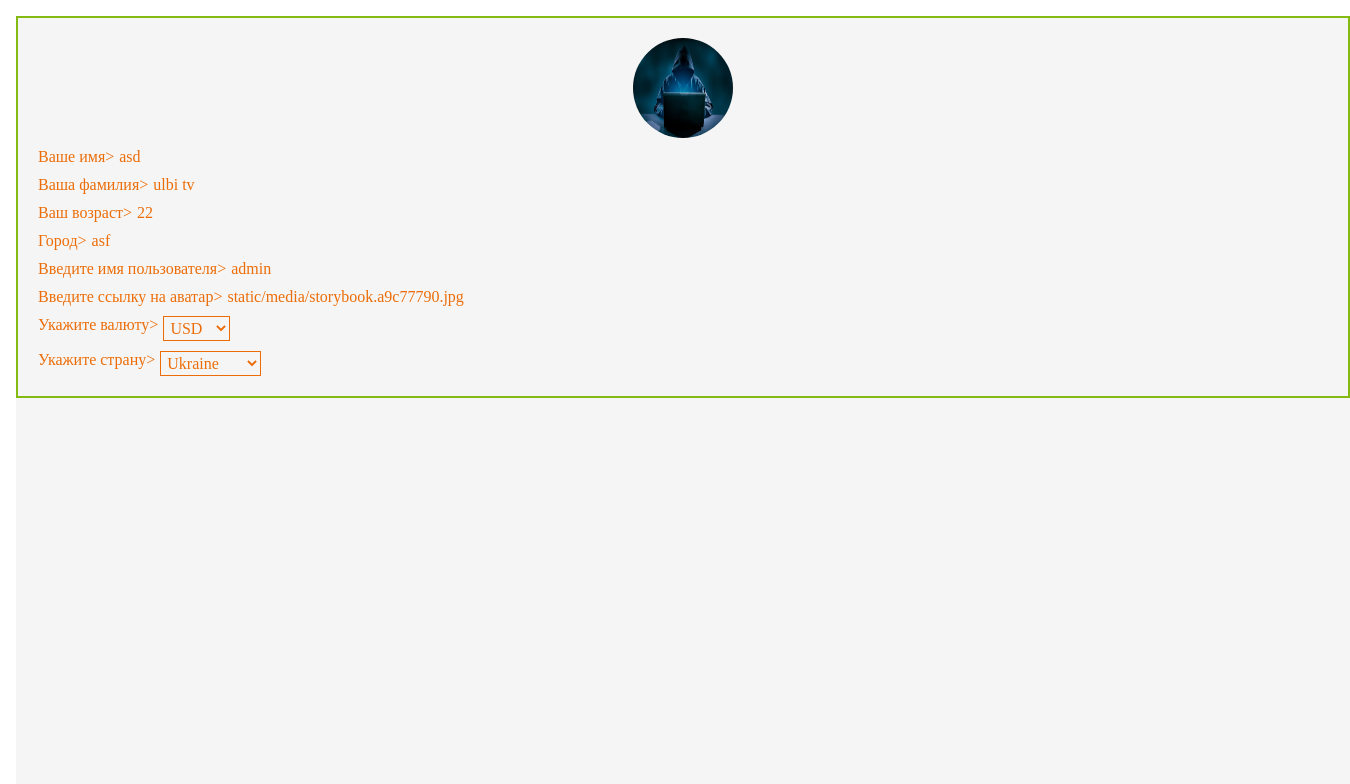 Ваше имя> asd
Ваша фамилия> ulbi tv
Ваш возраст> 22
Город> asf
Введите имя пользователя> admin
Введите ссылку на аватар> static/media/storybook.a9c77790.jpg
Укажите валюту> USD
Укажите страну> Ukraine